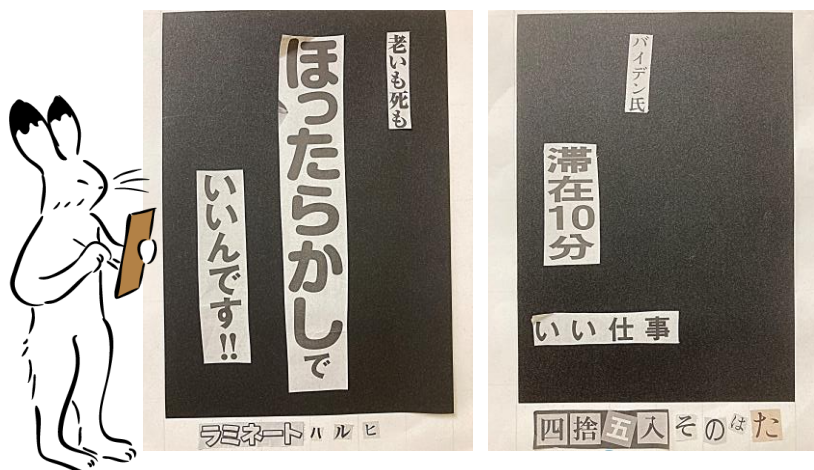 老いも死も
ほったらかしで
いいんです!!
ラミネートハルヒ
バイデン氏
滞在10分
いい仕事
四捨五入そのはた